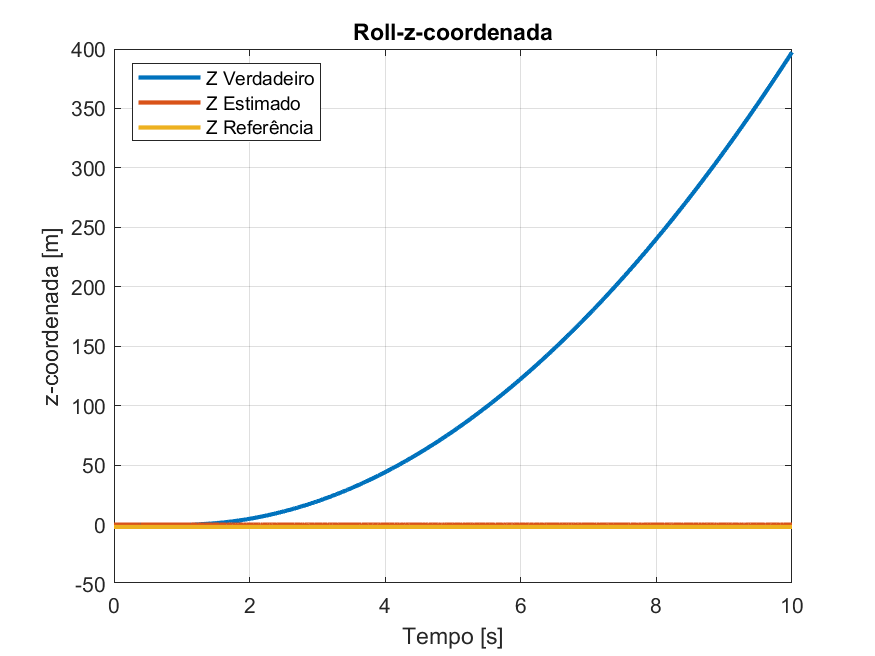 Roll-z-coordenada
Z Verdadeiro
Z Estimado
Z Referência
z-coordenada [m]
400
350
300
250
200
150
100
50
0
-50
0 2 4 6 8 10
Tempo [s]